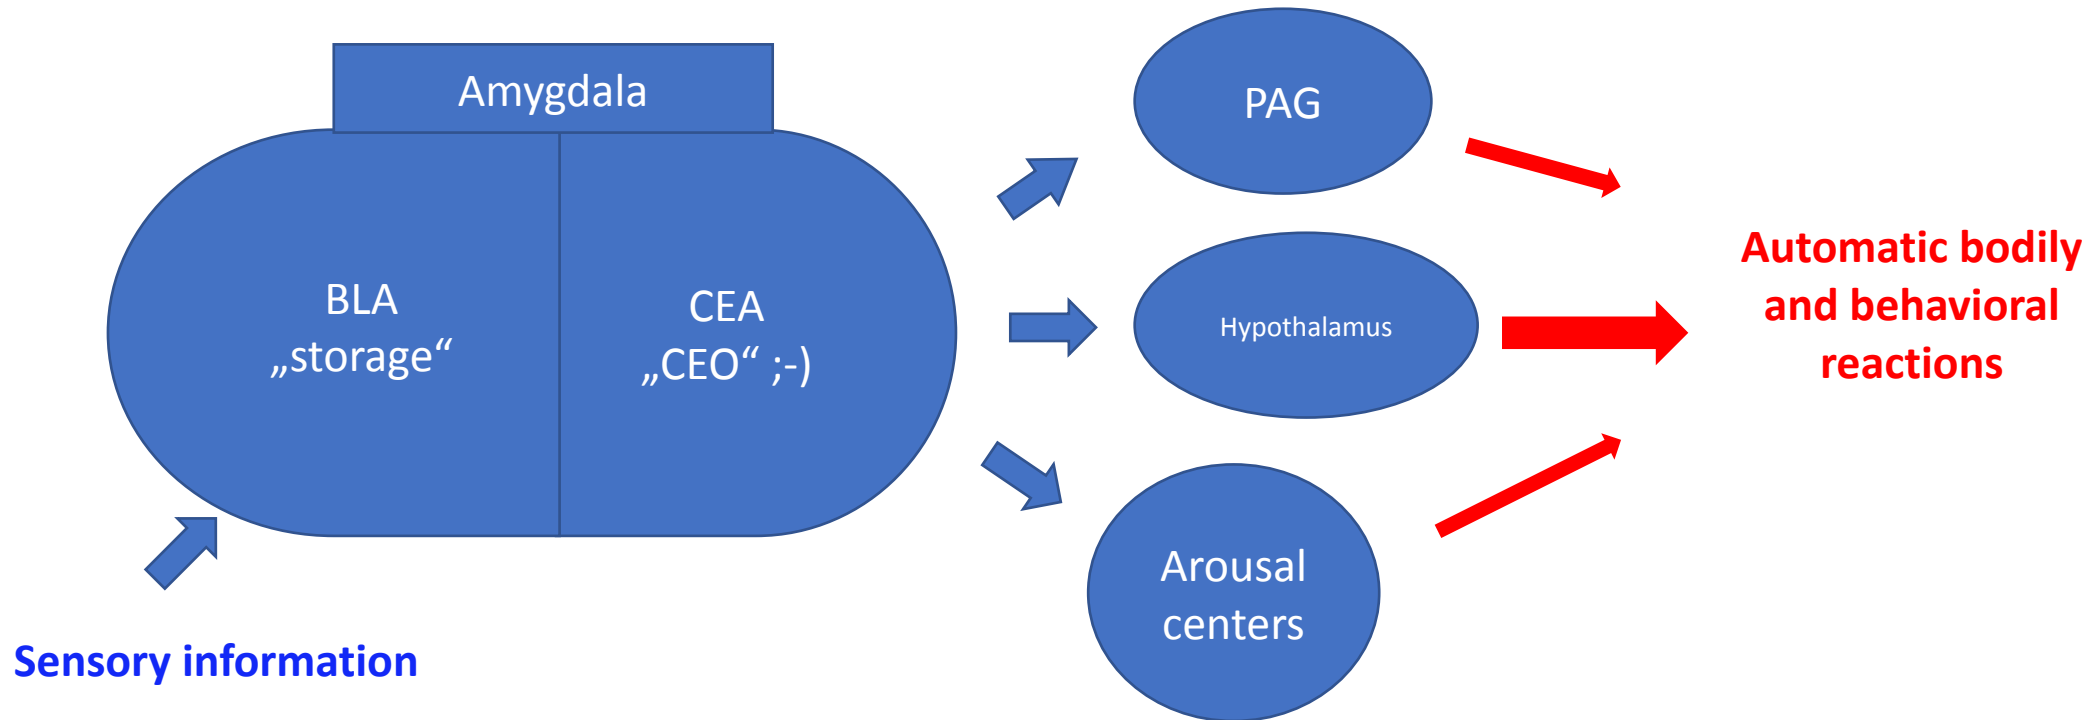 Amygdala
BLA
„storage“
CEA
„CEO“ ;-)
PAG
Hypothalamus
Arousal
centers
Automatic bodily
and behavioral
reactions
Sensory information